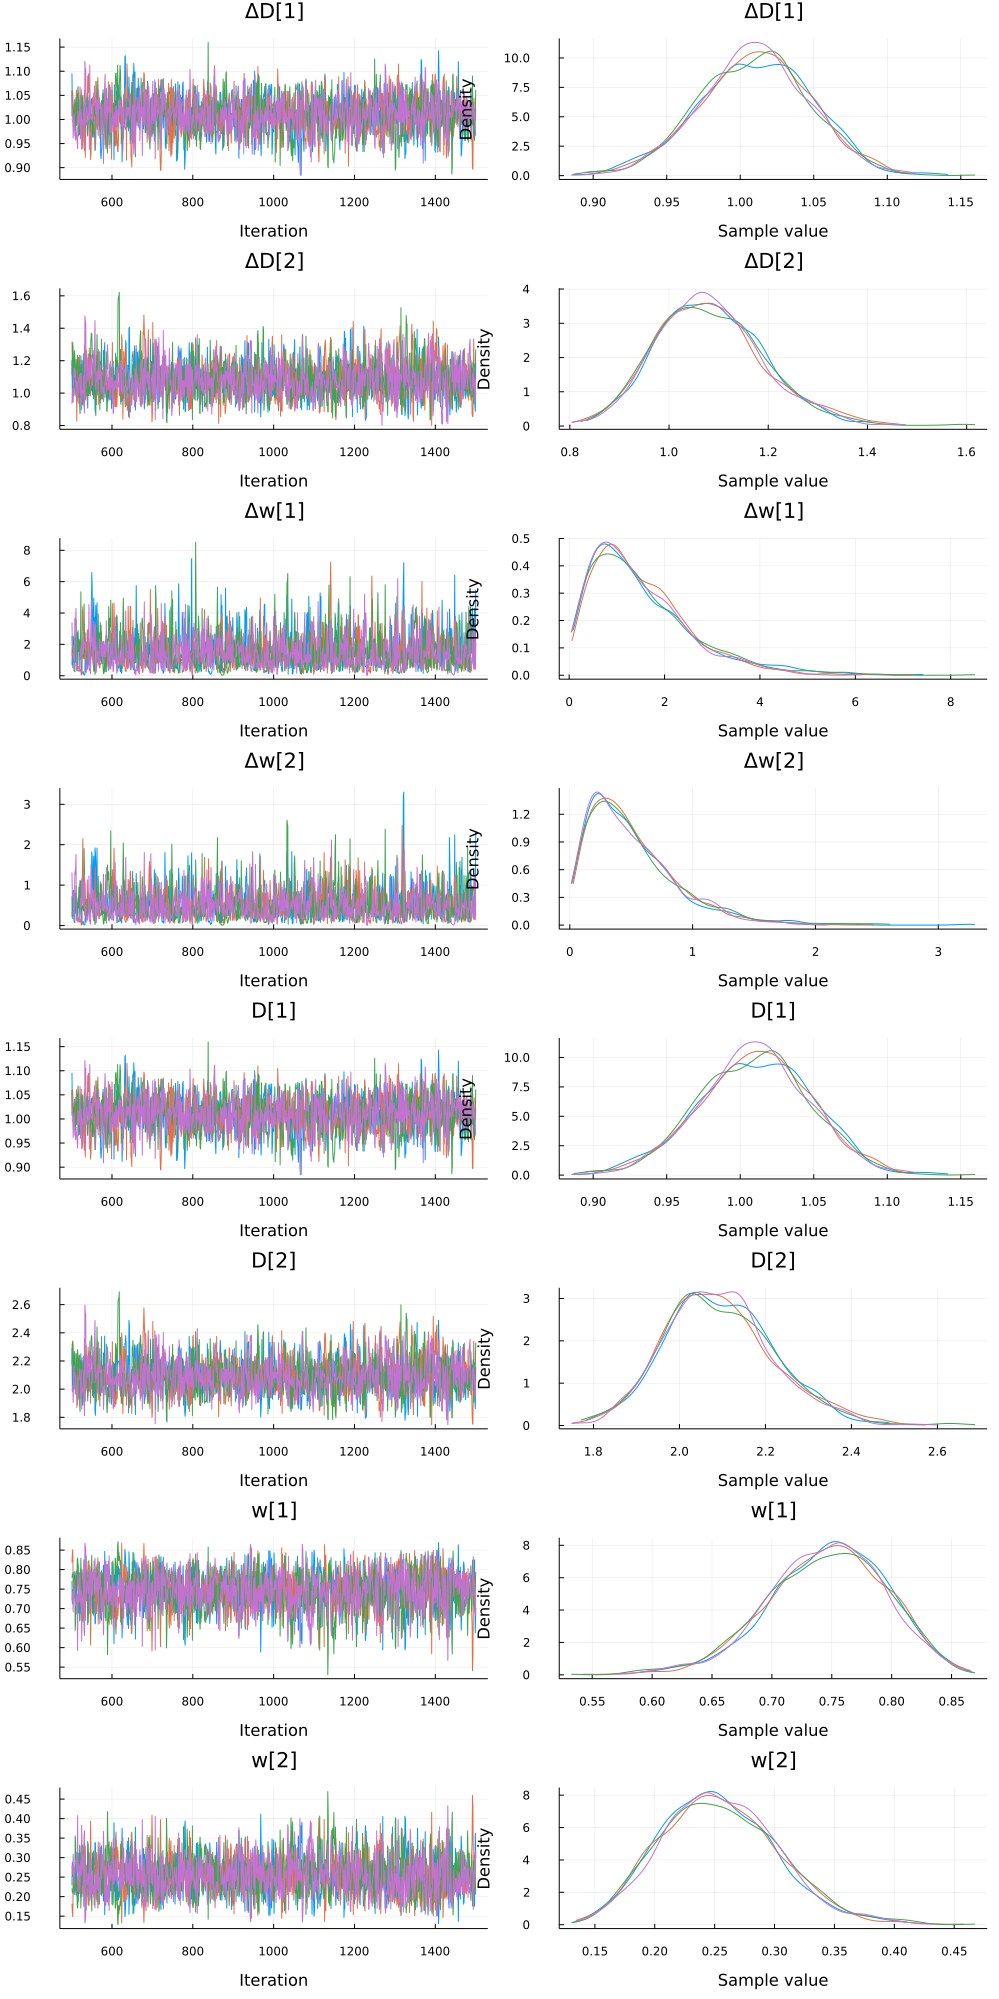 ΔD[1] ΔD[1]
1.15
1.10
1.05
1.00
0.95
0.90
600 800 1000 1200 1400
Iteration
Density
10.0
7.5
5.0
2.5
0.0
0.90 0.95 1.00 1.05 1.10 1.15
Sample value
ΔD[2] ΔD[2]
1.6
1.4
1.2
1.0
0.8
600 800 1000 1200 1400
Iteration
Density
4
3
2
1
0
0.8 1.0 1.2 1.4 1.6
Sample value
Δw[1] Δw[1]
8
6
4
2
0
600 800 1000 1200 1400
Iteration
Density
0.5
0.4
0.3
0.2
0.1
0.0
0 2 4 6 8
Sample value
Δw[2] Δw[2]
3
2
1
0
600 800 1000 1200 1400
Iteration
Density
1.2
0.9
0.6
0.3
0.0
0 1 2 3
Sample value
D[1] D[1]
1.15
1.10
1.05
1.00
0.95
0.90
600 800 1000 1200 1400
Iteration
Density
10.0
7.5
5.0
2.5
0.0
0.90 0.95 1.00 1.05 1.10 1.15
Sample value
D[2] D[2]
2.6
2.4
2.2
2.0
1.8
600 800 1000 1200 1400
Iteration
Density
3
2
1
0
1.8 2.0 2.2 2.4 2.6
Sample value
w[1] w[1]
0.85
0.80
0.75
0.70
0.65
0.60
0.55
600 800 1000 1200 1400
Iteration
Density
8
6
4
2
0
0.55 0.60 0.65 0.70 0.75 0.80 0.85
Sample value
w[2] w[2]
0.45
0.40
0.35
0.30
0.25
0.20
0.15
600 800 1000 1200 1400
Iteration
Density
8
6
4
2
0
0.15 0.20 0.25 0.30 0.35 0.40 0.45
Sample value